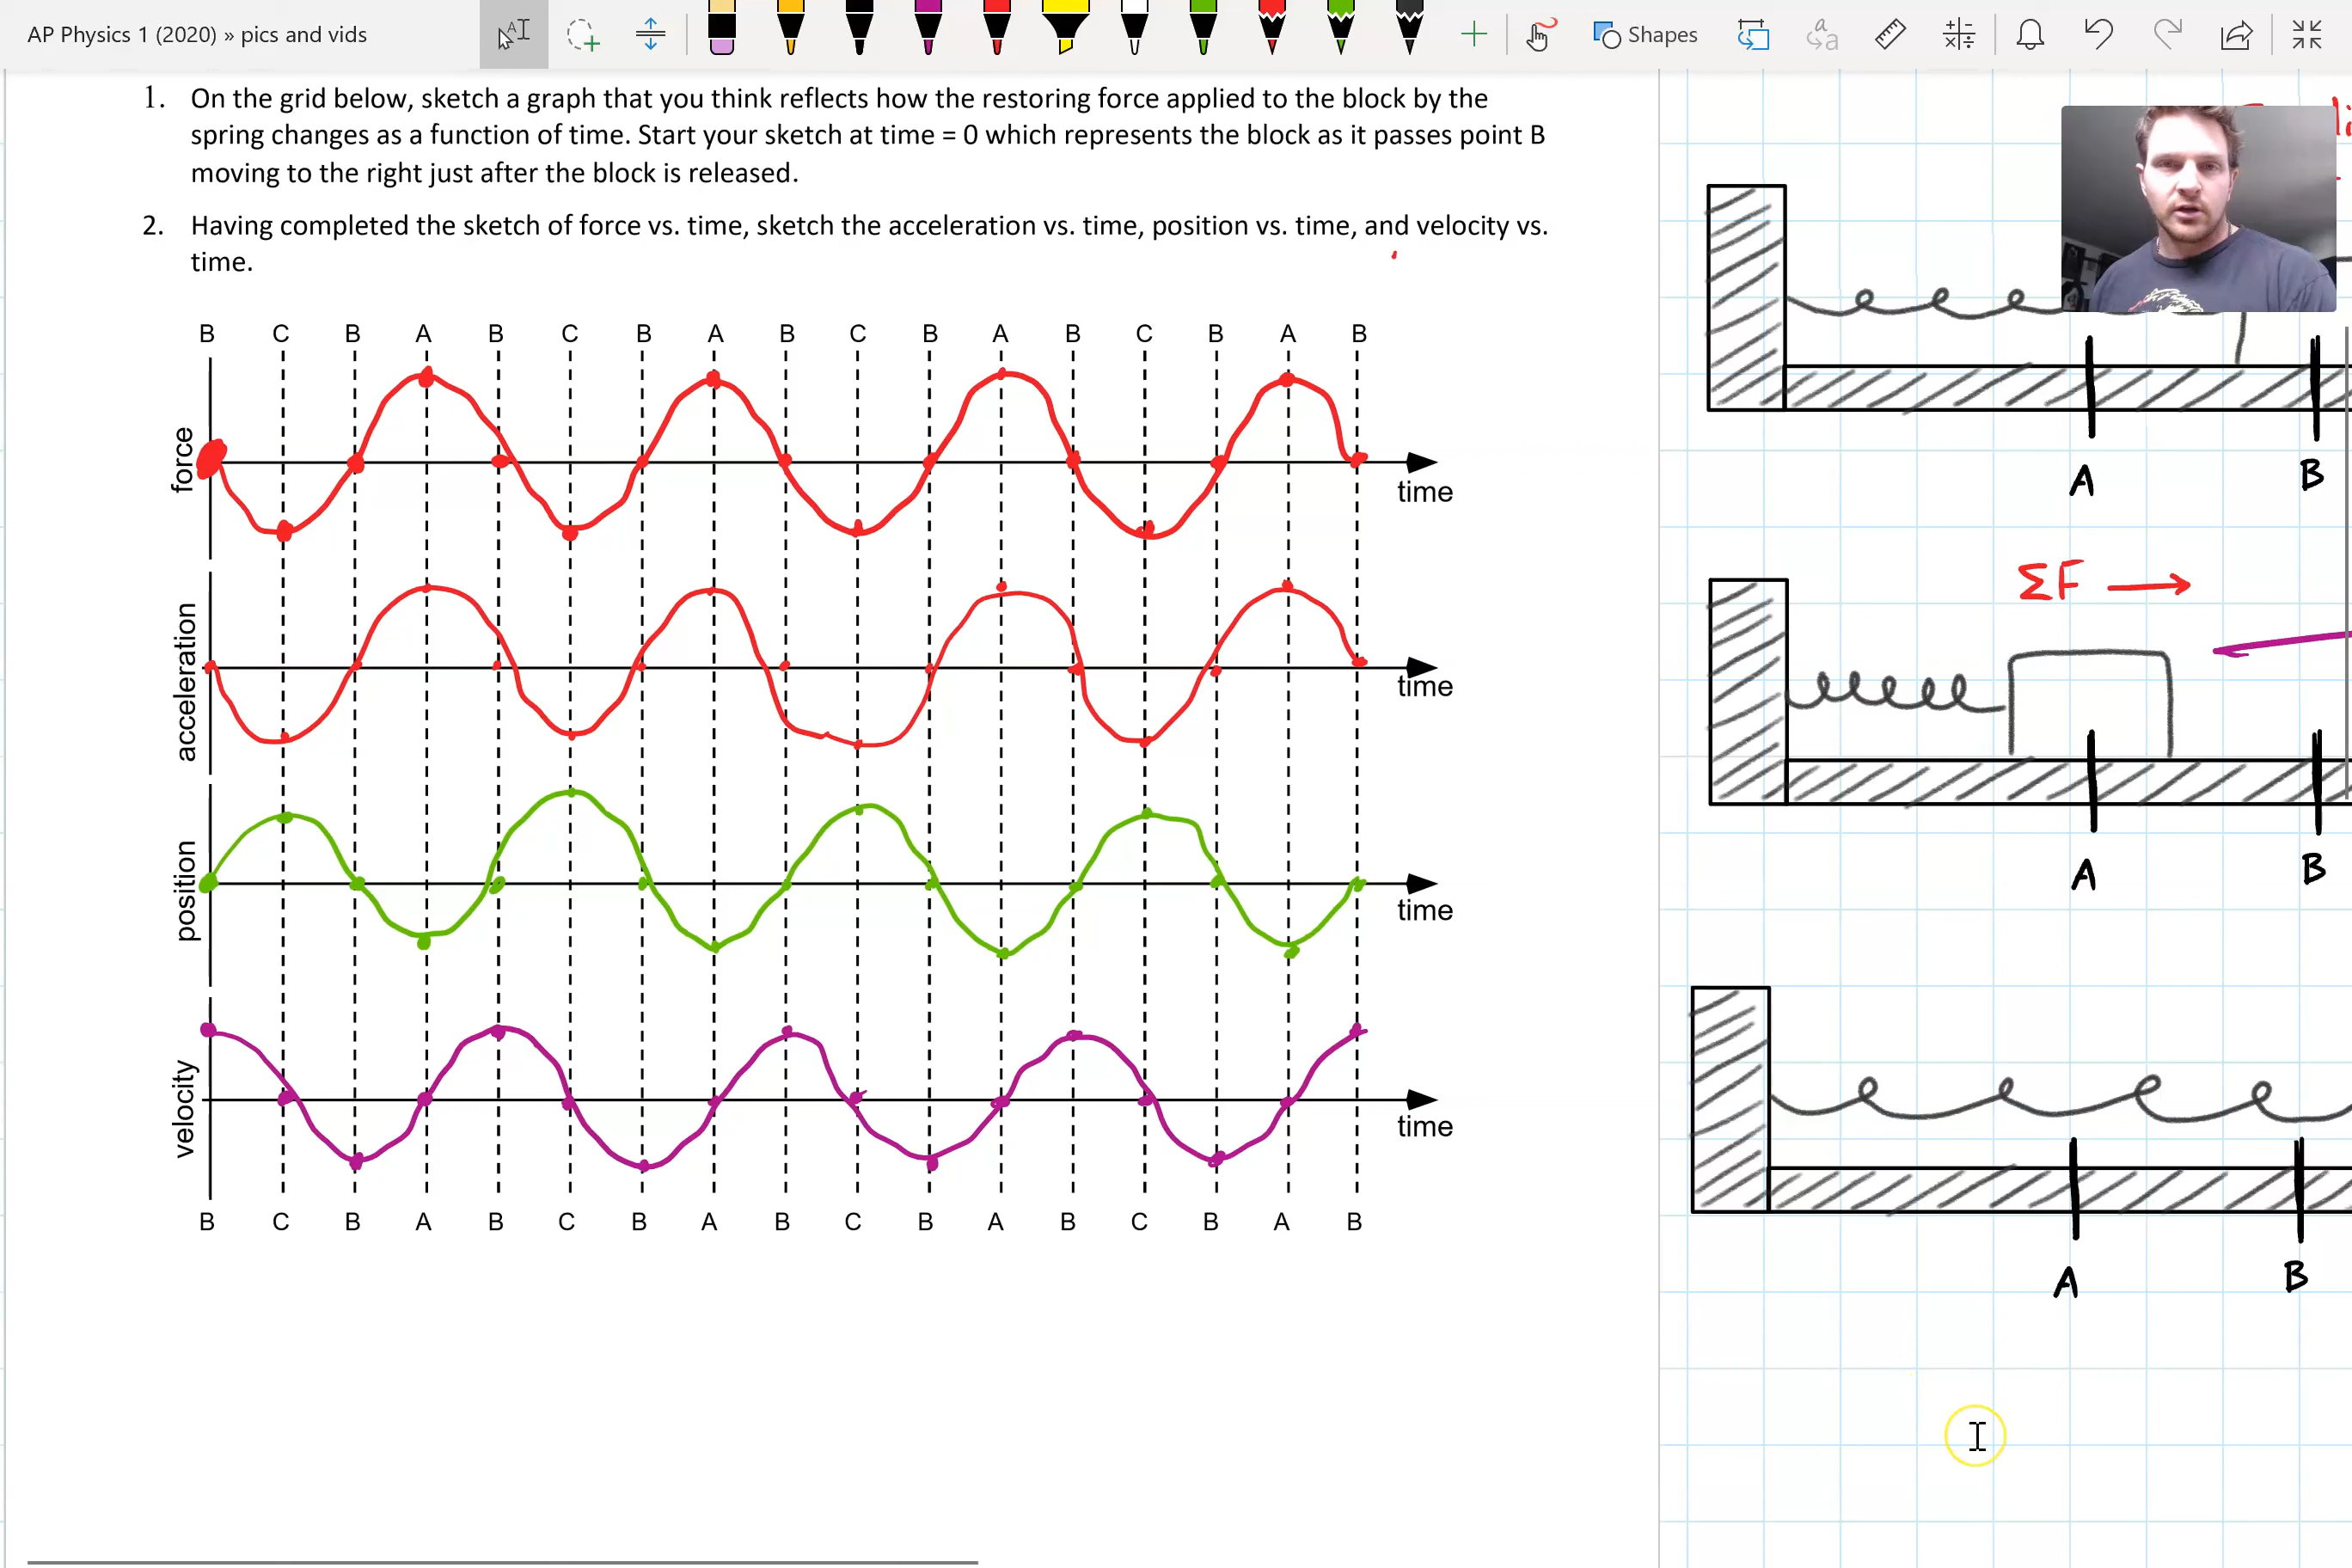 AP Physics 1 (2020) » pics and vids
Shapes
1. On the grid below, sketch a graph that you think reflects how the restoring force applied to the block by the
spring changes as a function of time. Start your sketch at time = 0 which represents the block as it passes point B
moving to the right just after the block is released.
2. Having completed the sketch of force vs. time, sketch the acceleration vs. time, position vs. time, and velocity vs.
time.
B C B A B C B A B C B A B C B A B
force
time
acceleration
time
position
time
velocity
time
B C B A B C B A B C B A B C B A B
A B
ΣF →
A B
A B